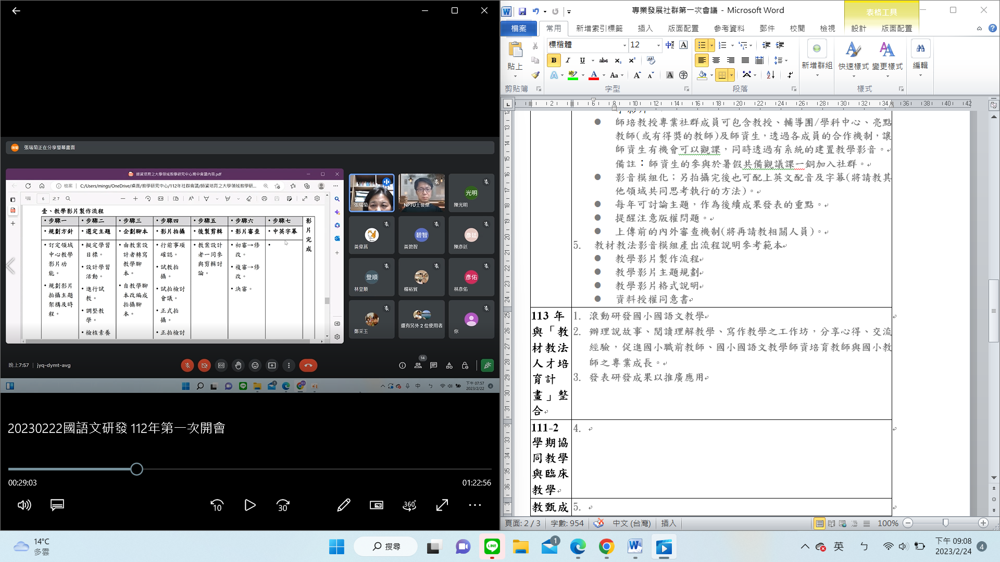 張瑞菊正在分享螢幕畫面
師資培育之大學領域教學研究中心期中會議內容.pdf
檔案
C:/Users/mings/OneDrive/桌面/教學研究中心/112年社群會議/師資培育之大學領域教學研...
6
之7
壹、教學影片製作流程
• 步驟一
• 步驟二
• 步驟三
• 步驟四
• 步驟五
• 步驟六
• 步驟七
影片完成
• 規劃方針
• 選定主題
• 企劃腳本
• 影片拍攝
• 後製剪輯
• 影片審查
• 中英字幕
• 訂定領域中心教學影片功能。
• 規劃影片拍攝主題架構及時程。
• 擬定學習目標。
• 設計學習活動。
• 進行試教。
• 調整教學。
• 檢核素養
• 由教案設計者轉寫教學腳本。
• 自教學腳本改編成拍攝腳本。
• 行前事項確認。
• 試教拍攝。
• 試拍檢討會議。
• 正式拍攝。
• 正拍檢討
• 教案設計者一同參與剪輯討論。
• 初審→修改。
• 複審→修改。
• 決審。
•
張瑞菊
NPTU王俊傑
光明
陳光明
黃偉菖
碧智
黃碧智
彥廷
陳彥廷
登順
林登順
楊裕貿
彥佑
林彥佑
鄭采玉
還有另外 2 位使用者
你
晚上7:57 | jyq-dymt-avg
14
中
ㄅ
下午 07:57
2023/2/22
20230222國語文研發 112年第一次開會
00:29:03
01:22:56
10
30
360°
專業發展社群第一次會議 - Microsoft Word
表格工具
檔案
常用
新增索引標籤
插入
版面配置
參考資料
郵件
校閱
檢視
設計
版面配置
貼上
標楷體
12
新增群組
快速樣式
變更樣式
編輯
剪貼簿
字型
段落
樣式
● 師培教授專業社群成員可包含教授、輔導團/學科中心、亮點
教師(或有得獎的教師)及師資生，透過各成員的合作機制，讓
師資生有機會可以觀課，同時透過有系統的建置教學影音。
備註：師資生的參與於暑假共備觀議課一銅加入社群。
● 影音模組化；另拍攝完後也可配上英文配音及字幕(將請教其
他領域共同思考執行的方法)。
● 每年可討論主題，作為後續成果發表的重點。
● 提醒注意版權問題。
● 上傳前的內外審查機制(將再請教相關人員)。
5. 教材教法影音模組產出流程說明參考範本
● 教學影片製作流程
● 教學影片主題規劃
● 教學影片格式說明
● 資料授權同意書
113 年與「教材教法人才培育計畫」整合
1. 滾動研發國小國語文教學
2. 辦理說故事、閱讀理解教學、寫作教學之工作坊，分享心得、交流
經驗，促進國小職前教師、國小國語文教學師資培育教師與國小教
師之專業成長。
3. 發表研發成果以推廣應用
111-2學期協同教學與臨床教學
4.
教甄成
5.
頁面: 2 / 3
字數: 954
中文 (台灣)
插入
100%
14°C
多雲
搜尋
1
英
ㄅ
下午 09:08
2023/2/24
4